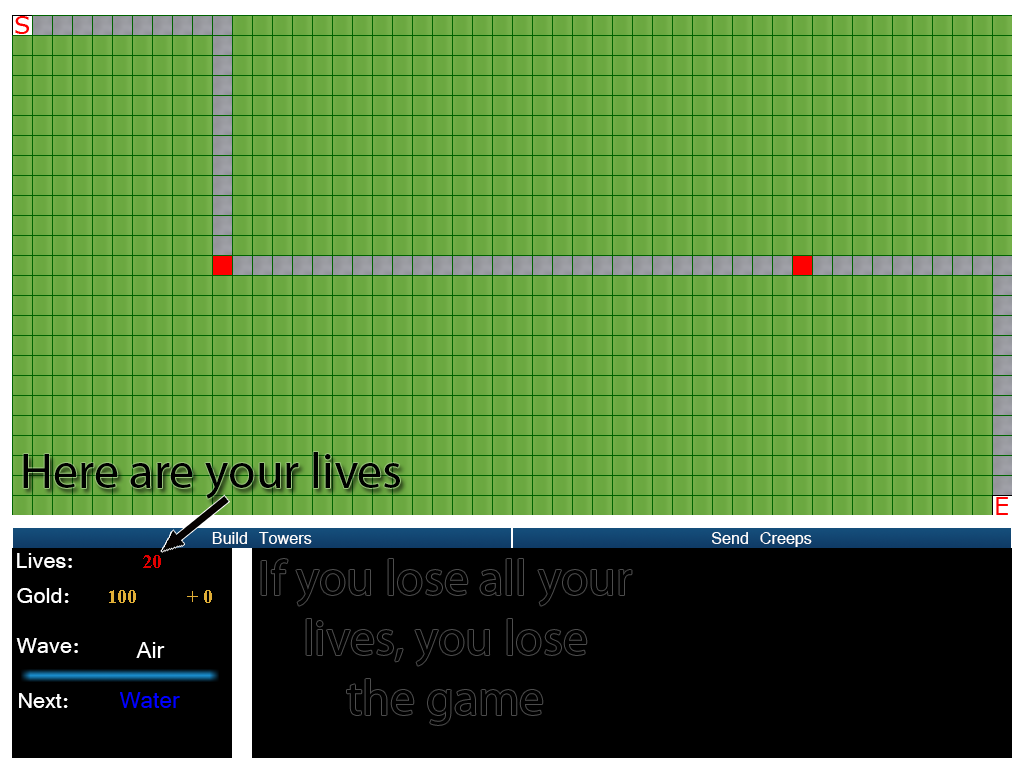 S
Here are your lives
E
Build Towers
Send Creeps
Lives: 20
Gold: 100 + 0
Wave: Air
Next: Water
If you lose all your
lives, you lose
the game